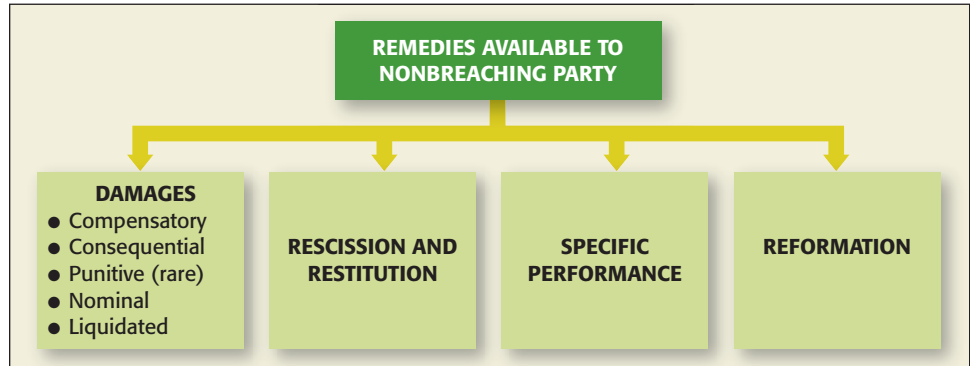 REMEDIES AVAILABLE TO
NONBREACHING PARTY
DAMAGES
● Compensatory
● Consequential
● Punitive (rare)
● Nominal
● Liquidated
RESCISSION AND
RESTITUTION
SPECIFIC
PERFORMANCE
REFORMATION